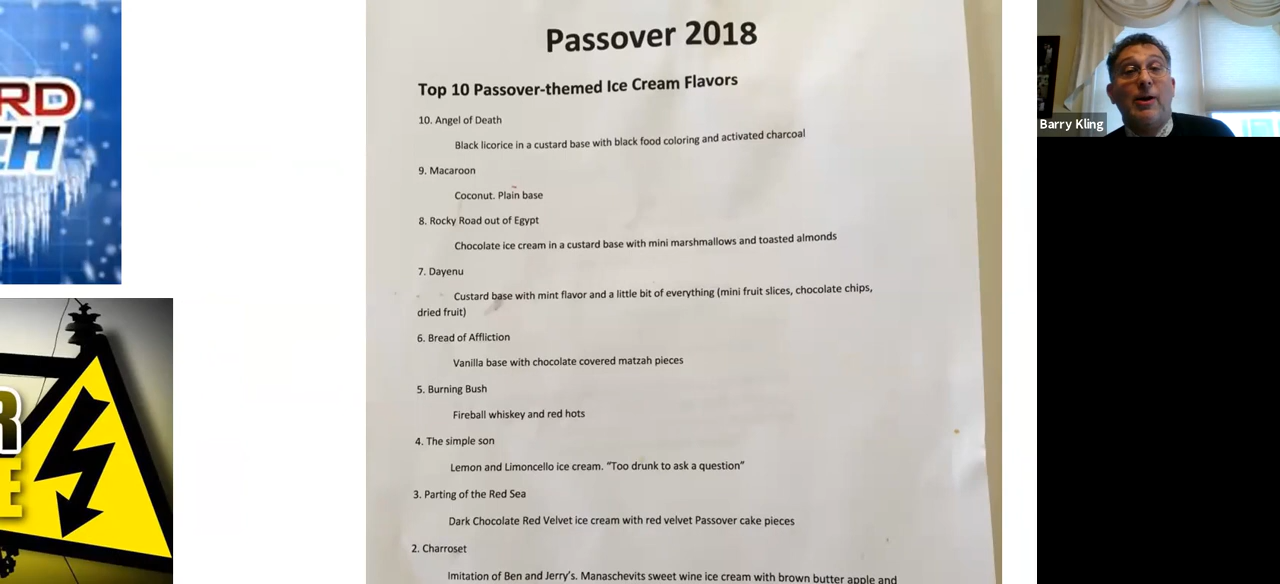 RD
CH
R
E
Passover 2018
Top 10 Passover-themed Ice Cream Flavors
10. Angel of Death
Black licorice in a custard base with black food coloring and activated charcoal
9. Macaroon
Coconut. Plain base
8. Rocky Road out of Egypt
Chocolate ice cream in a custard base with mini marshmallows and toasted almonds
7. Dayenu
Custard base with mint flavor and a little bit of everything (mini fruit slices, chocolate chips,
dried fruit)
6. Bread of Affliction
Vanilla base with chocolate covered matzah pieces
5. Burning Bush
Fireball whiskey and red hots
4. The simple son
Lemon and Limoncello ice cream. "Too drunk to ask a question"
3. Parting of the Red Sea
Dark Chocolate Red Velvet ice cream with red velvet Passover cake pieces
2. Charroset
Imitation of Ben and Jerry's. Manaschevits sweet wine ice cream with brown butter apple and
Barry Kling